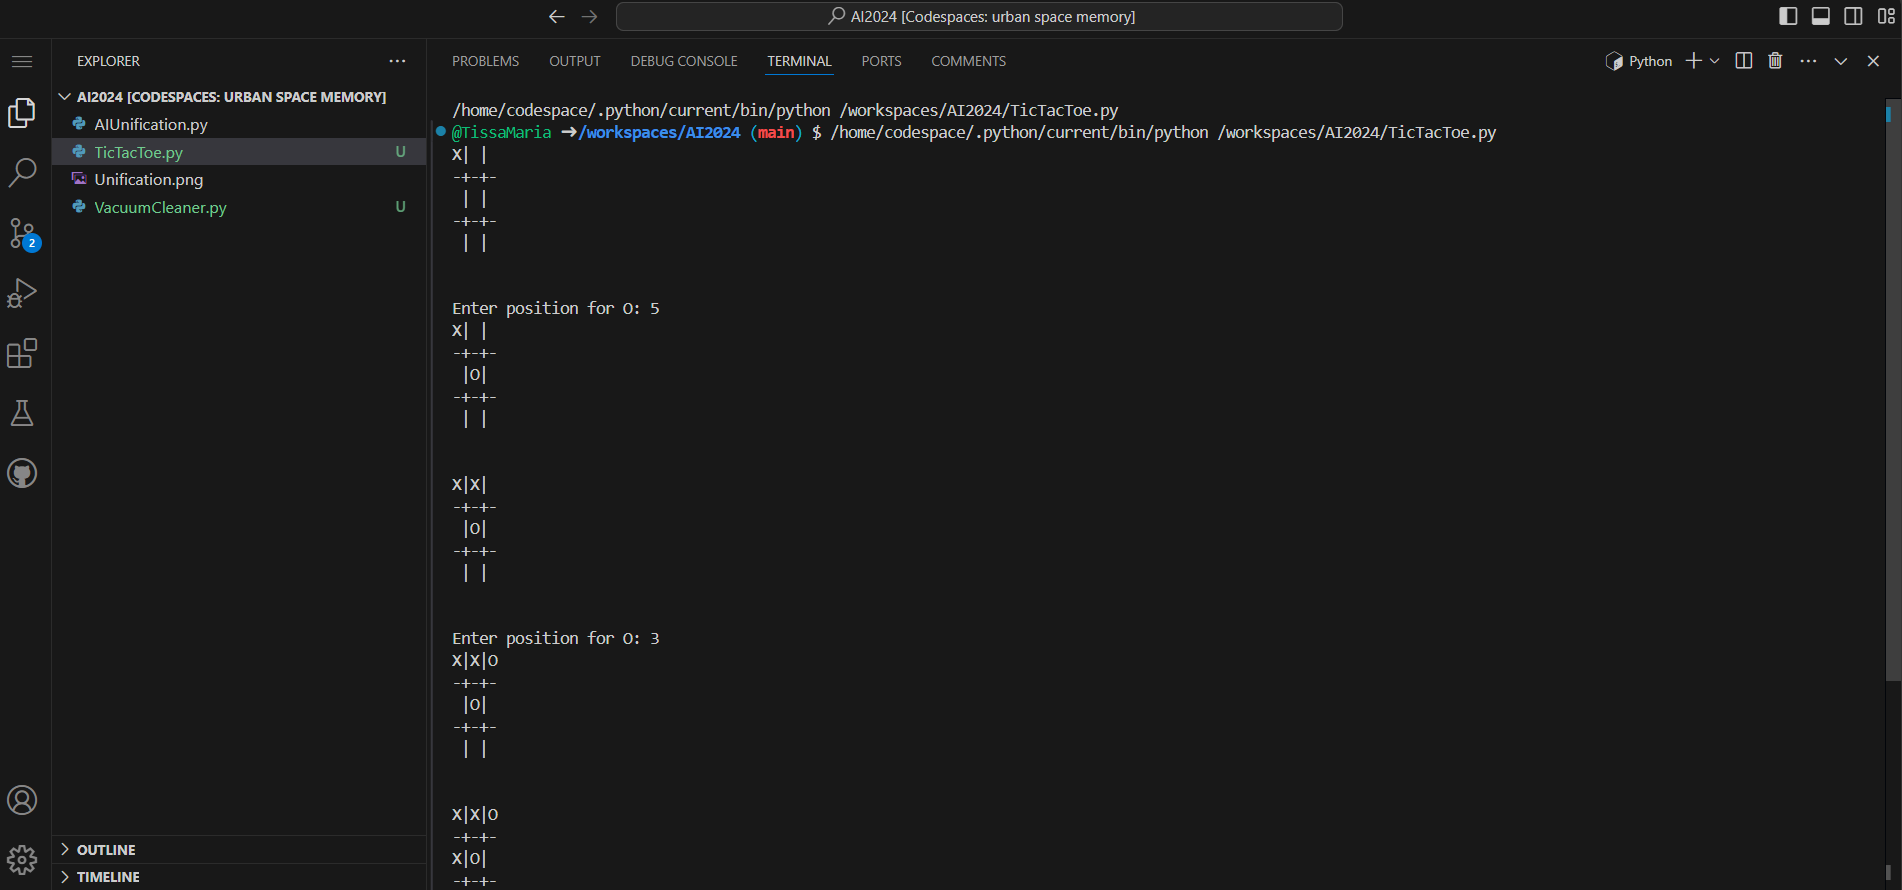 AI2024 [Codespaces: urban space memory]
EXPLORER
AI2024 [CODESPACES: URBAN SPACE MEMORY]
AIUnification.py
TicTacToe.py U
Unification.png
VacuumCleaner.py U
2
OUTLINE
TIMELINE
PROBLEMS OUTPUT DEBUG CONSOLE TERMINAL PORTS COMMENTS
Python
/home/codespace/.python/current/bin/python /workspaces/AI2024/TicTacToe.py
@TissaMaria ➜/workspaces/AI2024 (main) $ /home/codespace/.python/current/bin/python /workspaces/AI2024/TicTacToe.py
X| |
-+-+-
 | |
-+-+-
 | |
Enter position for O: 5
X| |
-+-+-
 |O|
-+-+-
 | |
X|X|
-+-+-
 |O|
-+-+-
 | |
Enter position for O: 3
X|X|O
-+-+-
 |O|
-+-+-
 | |
X|X|O
-+-+-
X|O|
-+-+-